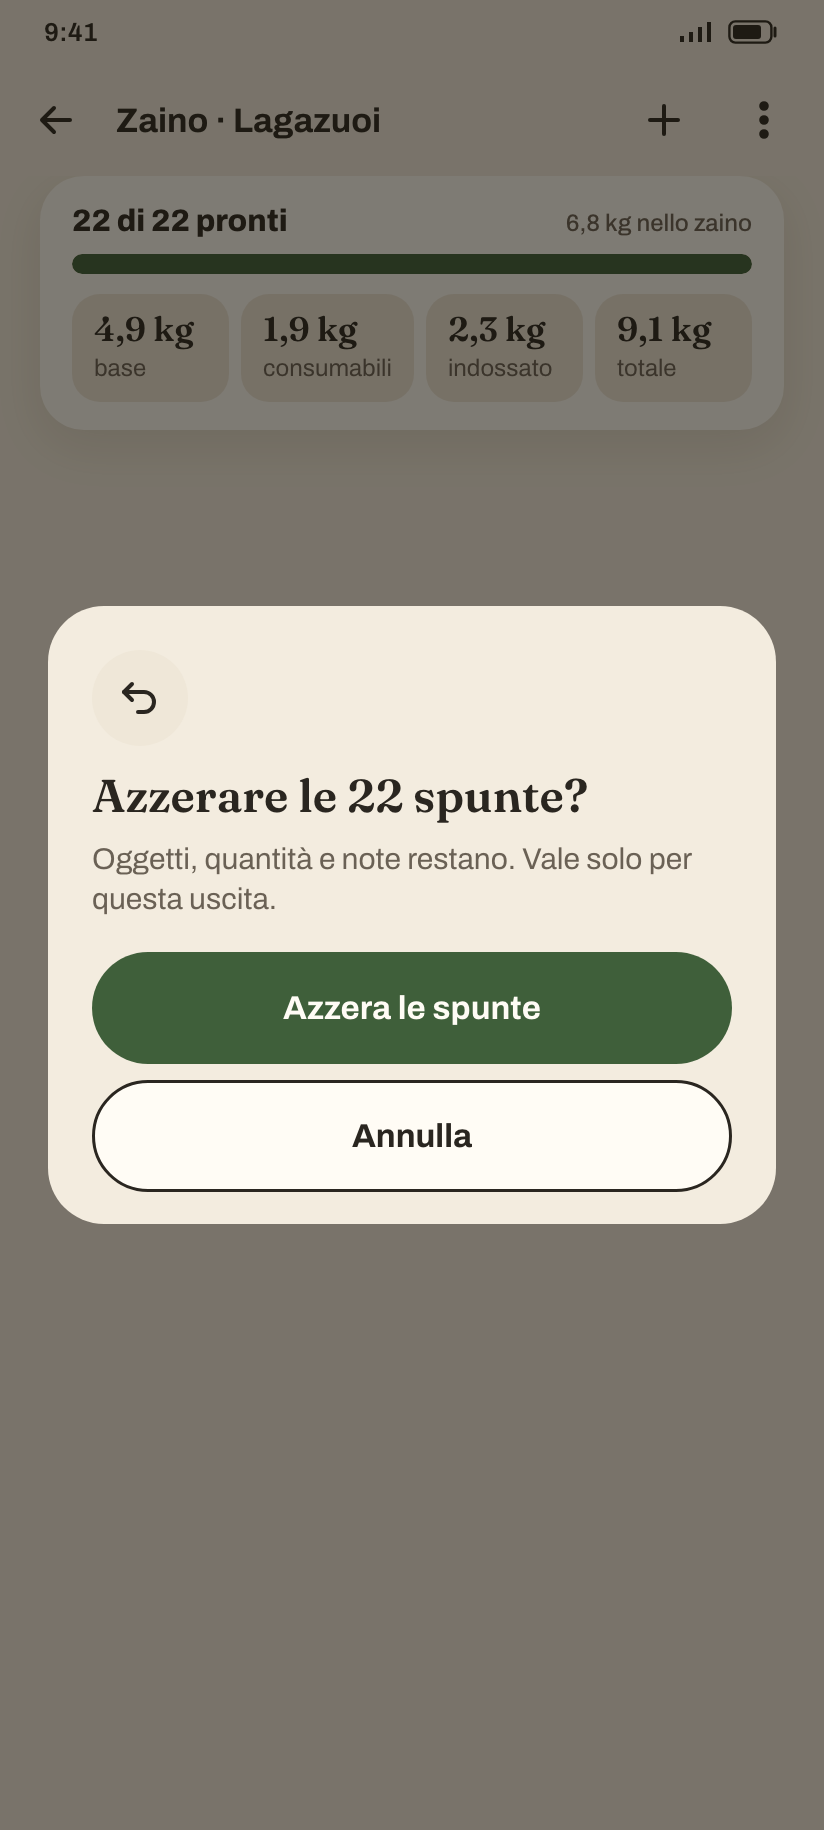 9:41
Zaino · Lagazuoi
22 di 22 pronti
6,8 kg nello zaino
4,9 kg
base
1,9 kg
consumabili
2,3 kg
indossato
9,1 kg
totale
Azzerare le 22 spunte?
Oggetti, quantità e note restano. Vale solo per
questa uscita.
Azzera le spunte
Annulla